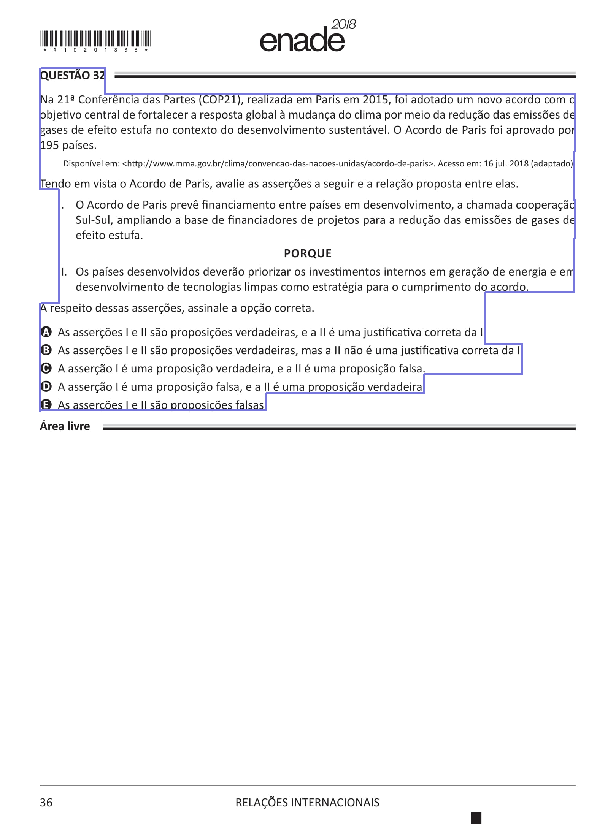 enade 2018
*R1620183​6*
QUESTÃO 32
Na 21ª Conferência das Partes (COP21), realizada em Paris em 2015, foi adotado um novo acordo com o
objetivo central de fortalecer a resposta global à mudança do clima por meio da redução das emissões de
gases de efeito estufa no contexto do desenvolvimento sustentável. O Acordo de Paris foi aprovado por
195 países.
Disponível em: <http://www.mma.gov.br/clima/convencao-das-nacoes-unidas/acordo-de-paris>. Acesso em: 16 jul. 2018 (adaptado).
Tendo em vista o Acordo de Paris, avalie as asserções a seguir e a relação proposta entre elas.
I. O Acordo de Paris prevê financiamento entre países em desenvolvimento, a chamada cooperação
Sul-Sul, ampliando a base de financiadores de projetos para a redução das emissões de gases de
efeito estufa.
PORQUE
II. Os países desenvolvidos deverão priorizar os investimentos internos em geração de energia e em
desenvolvimento de tecnologias limpas como estratégia para o cumprimento do acordo.
A respeito dessas asserções, assinale a opção correta.
A As asserções I e II são proposições verdadeiras, e a II é uma justificativa correta da I.
B As asserções I e II são proposições verdadeiras, mas a II não é uma justificativa correta da I.
C A asserção I é uma proposição verdadeira, e a II é uma proposição falsa.
D A asserção I é uma proposição falsa, e a II é uma proposição verdadeira.
E As asserções I e II são proposições falsas.
Área livre
36
RELAÇÕES INTERNACIONAIS